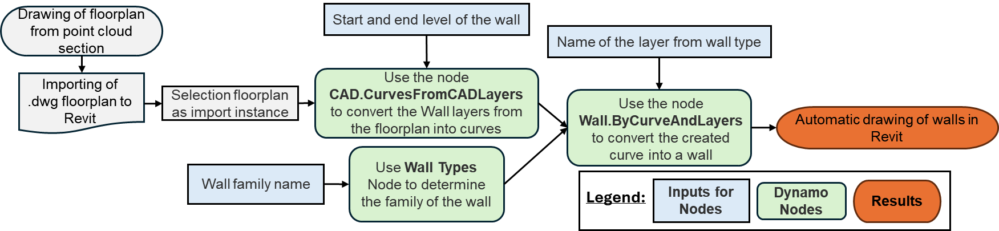 Drawing of floorplan
from point cloud
section
Importing of
.dwg floorplan to
Revit
Selection floorplan
as import instance
Start and end level of the wall
Use the node
CAD.CurvesFromCADLayers
to convert the Wall layers from
the floorplan into curves
Wall family name
Use Wall Types
Node to determine
the family of the wall
Name of the layer from wall type
Use the node
Wall.ByCurveAndLayers
to convert the created
curve into a wall
Automatic drawing of walls in
Revit
Legend:
Inputs for
Nodes
Dynamo
Nodes
Results